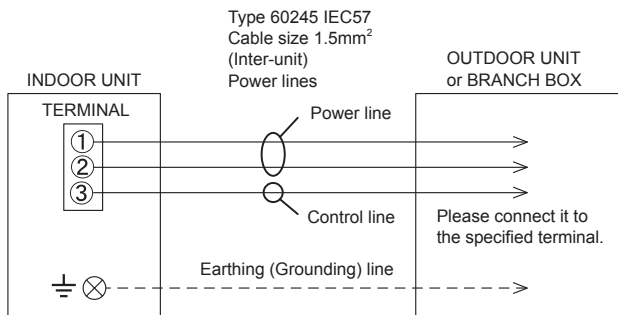 Type 60245 IEC57
Cable size 1.5mm²
(Inter-unit)
Power lines
INDOOR UNIT
OUTDOOR UNIT
or BRANCH BOX
TERMINAL
Power line
①
②
③
Control line
Please connect it to
the specified terminal.
Earthing (Grounding) line